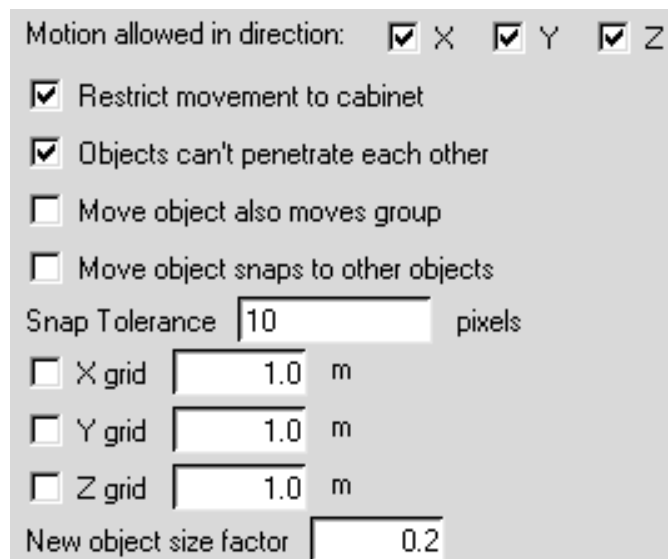 Motion allowed in direction: X Y Z
Restrict movement to cabinet
Objects can't penetrate each other
Move object also moves group
Move object snaps to other objects
Snap Tolerance 10 pixels
X grid 1.0 m
Y grid 1.0 m
Z grid 1.0 m
New object size factor 0.2